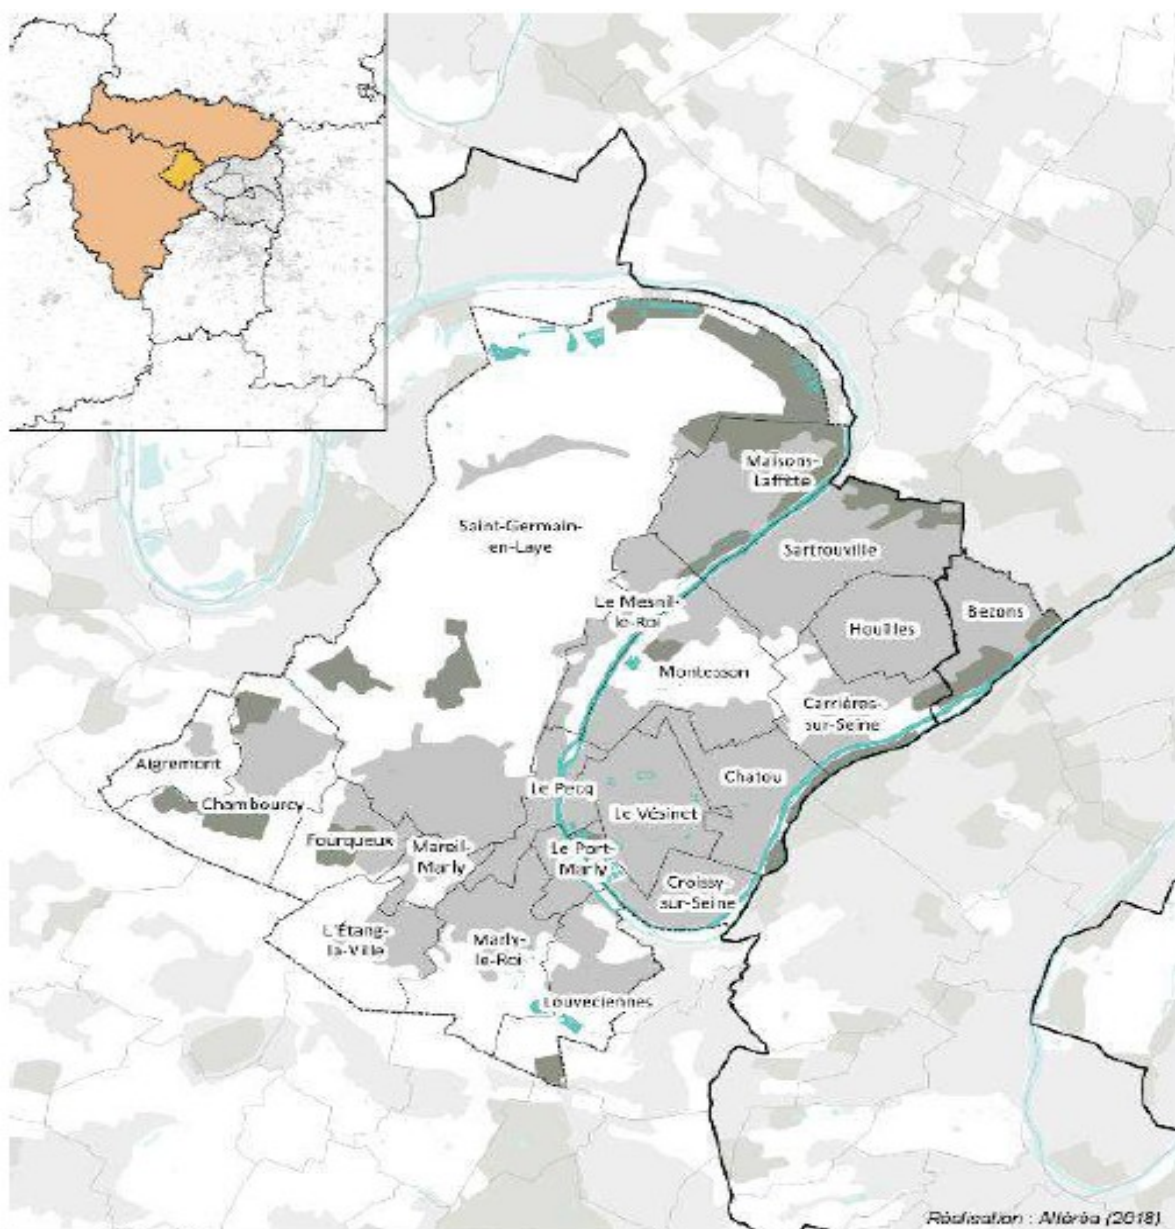 Maisons-
Laffitte
Saint-Germain-
en-Laye
Sartrouville
Le Mesnil-
le-Roi
Bezons
Houilles
Montesson
Carrières-
sur-Seine
Aigremont
Chatou
Le Pecq
Chambourcy
Le Vésinet
Fourqueux
Mareil-
Marly
Le Port-
Marly
Croissy-
sur-Seine
L'Étang-
la-Ville
Marly-
le-Roi
Louveciennes
Réalisation : Altéréa (2018)